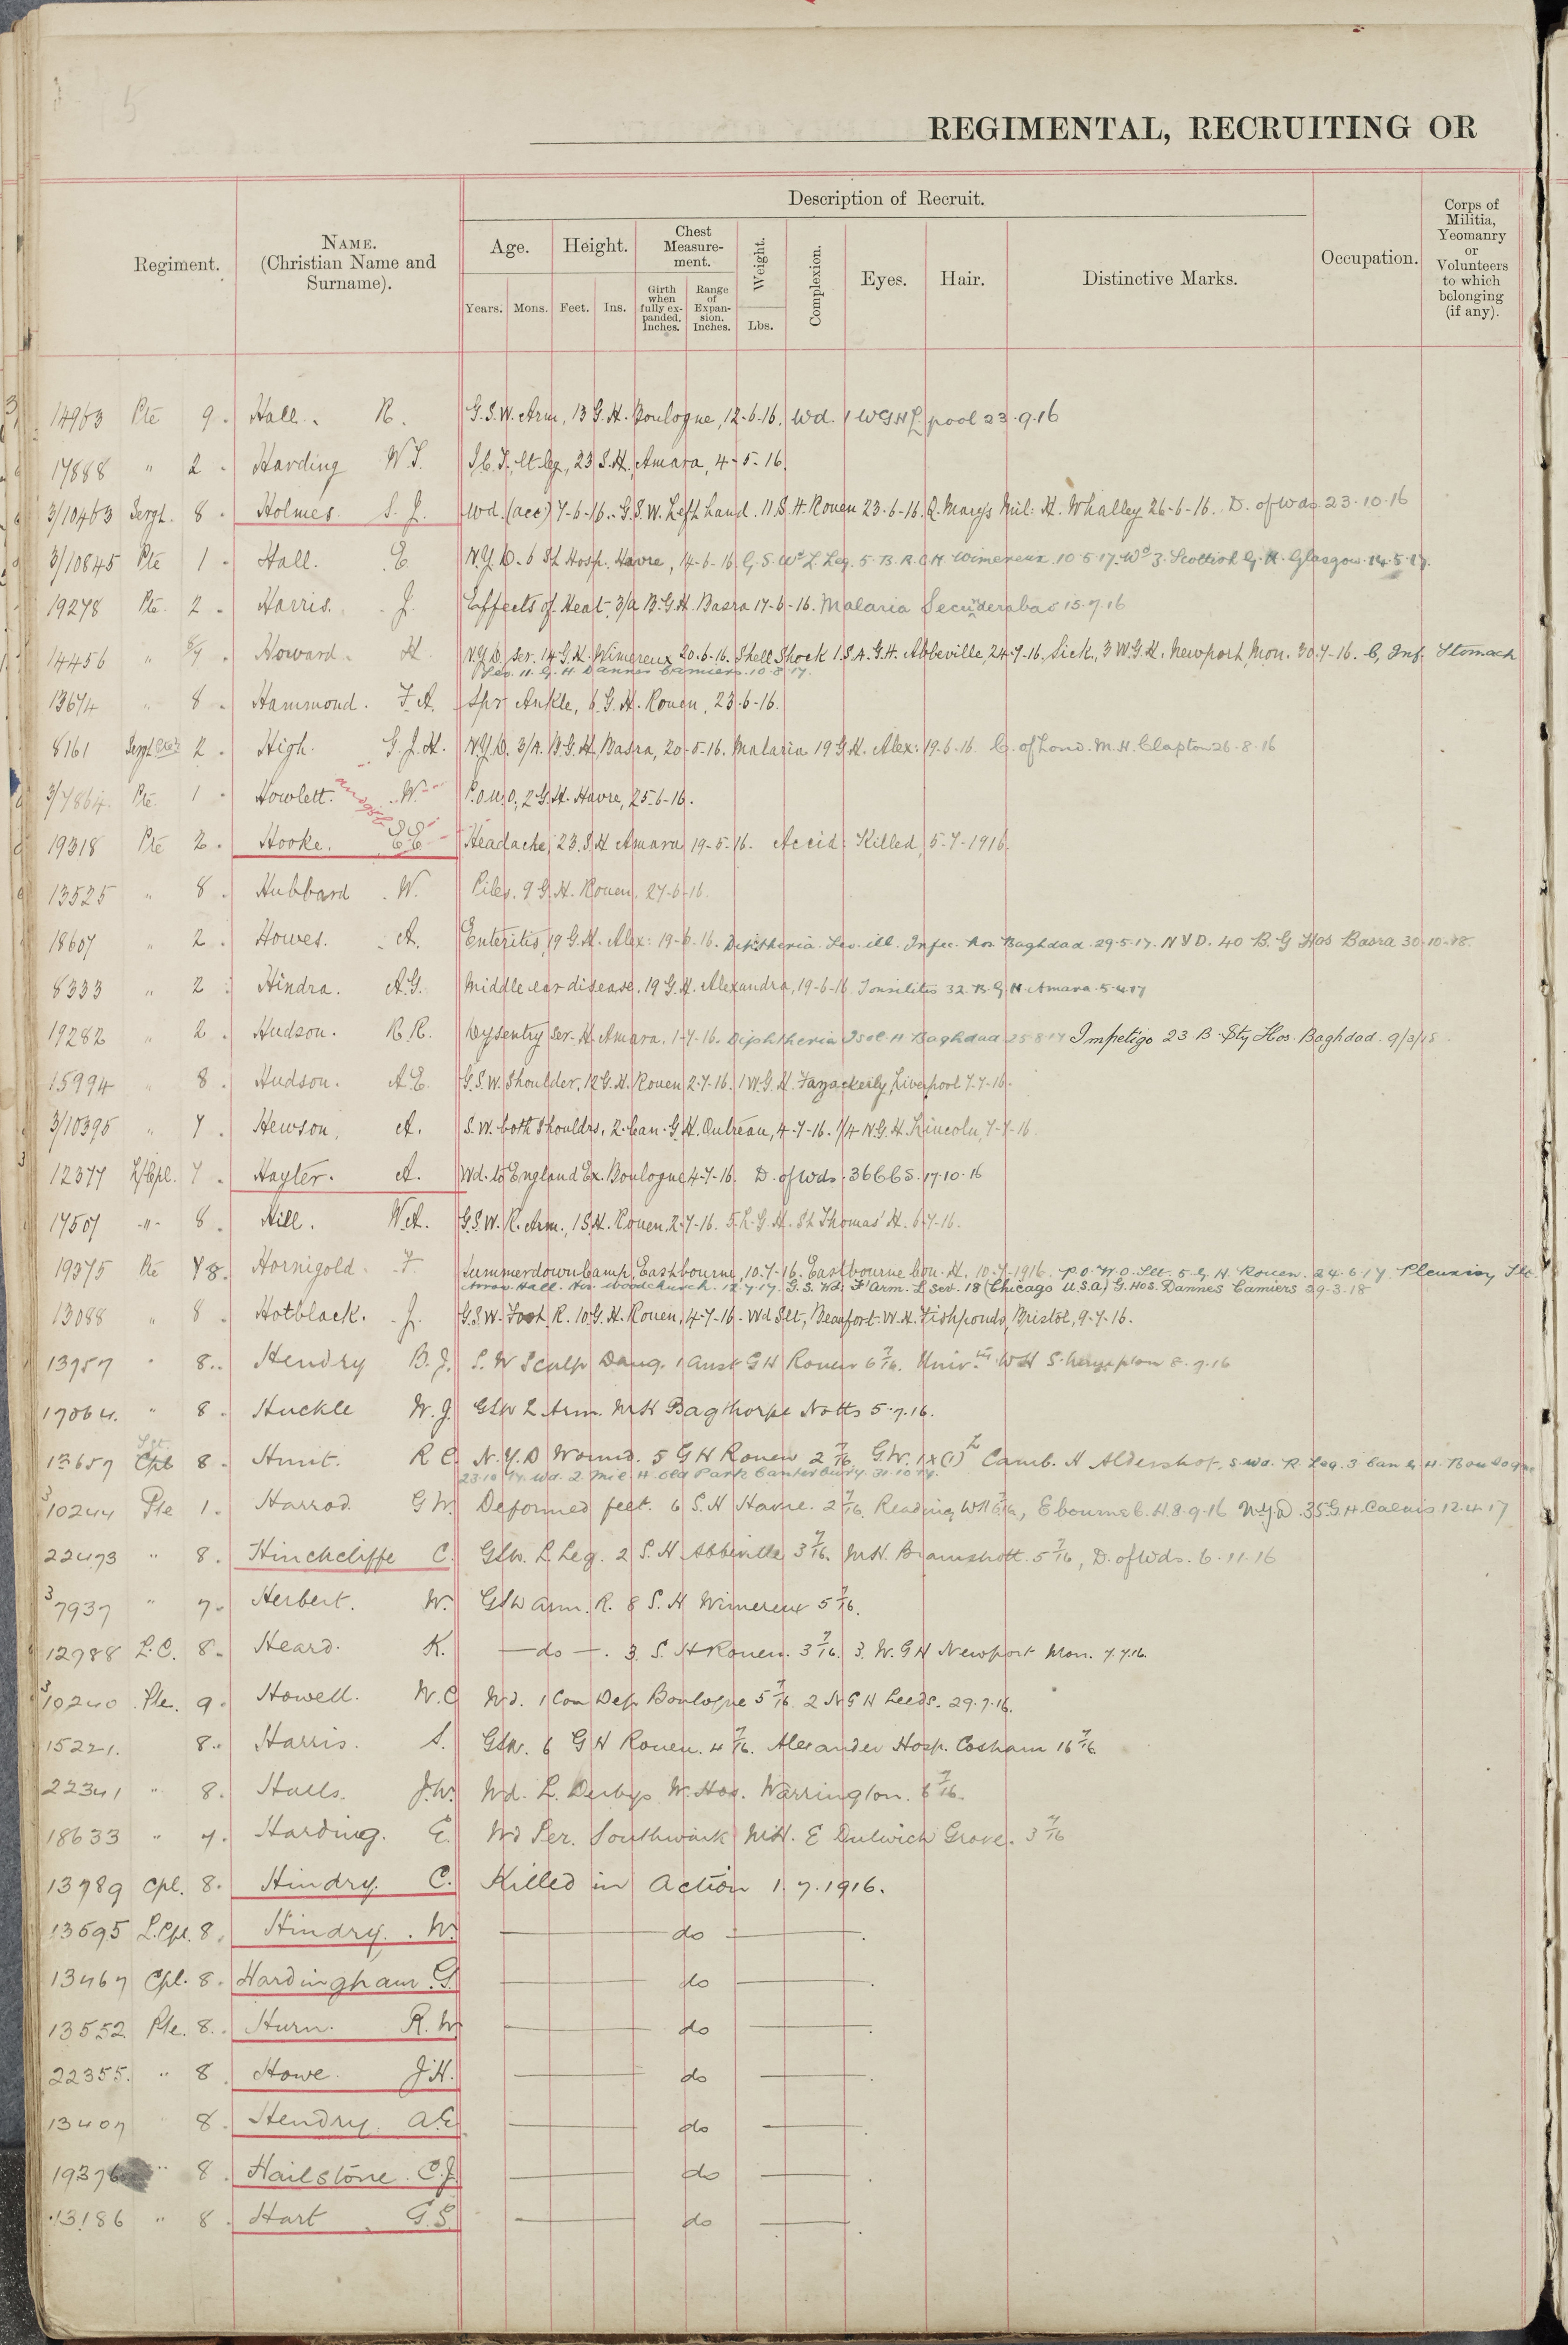 REGIMENTAL, RECRUITING OR
Regiment.
NAME.
(Christian Name and
Surname).
Description of Recruit.
Age.
Height.
Chest
Measure-
ment.
Weight.
Complexion.
Eyes.
Hair.
Distinctive Marks.
Occupation.
Corps of
Militia,
Yeomanry
or
Volunteers
to which
belonging
(if any).
Years.
Mons.
Feet.
Ins.
Girth
when
fully ex-
panded.
Inches.
Range
of
Expan-
sion.
Inches.
Lbs.
14963 Pte 9. Hall. R. G.S.W. Arm, 13 G.H. Boulogne, 12-6-16. Wd. 1 W G H L'pool 23.9.16
17888 " 2. Harding W.S. I.C.T. lt. leg, 23 S.H. Amara, 4-5-16.
3/10463 Sergt. 8. Holmes. S.J. Wd. (acc) 7-6-16. G.S.W. Left hand. 11 S.H. Rouen 23-6-16. Q. Mary's Mil: H. Whalley 26-6-16. D. of Wds 23-10-16
3/10845 Pte 1. Hall. E. N.Y.D. 6 St Hosp. Havre, 14-6-16 G.S. Wd L. Leg. 5. B.R.C.H. Wimereux 10.5.17. Wd 3. Scottish G.H. Glasgow 14.5.17.
19278 Pte 2. Harris. J. Effects of Heat, 3/A B.G.H. Basra 17-6-16. Malaria Secunderabad 15.7.16
14456 " 8/7. Howard. H. N.Y.D. ser. 14 G.H. Wimereux 20-6-16. Shell Shock 1. S.A.G.H. Abbeville, 24-7-16. Sick, 3 W.G.H. Newport, Mon. 30-7-16. C, Inf. Stomach
11. G.H. Dannes Camiers. 10.8.17.
13674 " 8. Hammond. F.A. Spr Ankle, 6 G.H. Rouen, 23-6-16.
8161 Sergt 2. High. G.J.H. N.Y.D. 3/A. B.G.H. Basra, 20-5-16. Malaria 19 G.H. Alex: 19-6-16. C. of Lond. M.H. Clapton 26-8-16
3/7864 Pte 1. Howlett. W. P.O.U.O, 2 G.H. Havre, 25-6-16.
19318 Pte 2. Hooke. E.E. Headache, 23. S.H Amara 19-5-16. Accid: Killed, 5-7-1916.
13525 " 8. Hubbard. W. Piles. 9 G.H. Rouen. 27-6-16
18607 " 2. Howes. A. Enteritis, 19 G.H. Alex: 19-6-16. Diphtheria. Sev. ill. Infec. Hos Baghdad. 29-5-17. N Y D. 40 B. G Hos Basra 30-10-18.
8333 " 2. Hindra. A.G. Middle ear disease. 19 G.H. Alexandra, 19-6-16 Tonsilitis 32. B.G H. Amara. 5.4.17
19282 " 2. Hudson. R.R. Dysentry ser. H. Amara. 1-7-16. Diphtheria Isol. H Baghdad 25.8.17 Impetigo 23 B Sty Hos. Baghdad. 9/3/18
15994 " 8. Hudson. A.E. G.S.W. Shoulder, 12 G.H. Rouen 2-7-16. 1 W.G.H. Fazackerly, Liverpool 7-7-16.
3/10395 " 7. Hewson, A. S.W. both Shouldrs, 2. Can. G.H. Outreau, 4-7-16. 1/4 N.G.H. Lincoln, 7-7-16.
12377 L/Cpl. 7. Hayter. A. Wd. to England Ex. Boulogne 4-7-16. D. of Wds. 36 CCS. 17.10.16
17507 -"- 8. Hill. W.A. G.S.W. R. Arm., 1 S.H. Rouen, 2-7-16. 5. L.G.H. St Thomas' H. 6-7-16.
19375 Pte 7 8. Hornigold. F. Summerdown Camp, Eastbourne, 10-7-16. Eastbourne Con. H. 10-7-1916. P.O.W.O. Slt. 5. G.H. Rouen. 24.6.17 Pleurisy Slt.
Arrow Hall. Hos Woodchurch. 12.7.17. G.S. Wd. F'Arm. L Sev. 18 (Chicago U.S.A) G. Hos. Dannes Camiers 29-3-18
13088 " 8. Hotblack. J. G.S.W. Foot, R. 10 G.H. Rouen, 4-7-16. Wd Slt, Beaufort. W.H. Fishponds, Bristol, 9-7-16.
13757 " 8. Hendry B.J. S.W Scalp Dang. 1 Aust G H Rouen 6 7/16. Univ. W H S.hampton 8.7.16
17064. " 8. Huckle W.J. GSW L Arm. M H Bagthorpe Notts 5.7.16.
13657 Cpl Sgt. 8. Hunt. R C. N.Y.D Wound. 5 G H Rouen 2 7/16. G.W. 1 X (1) L Camb. H Aldershot, S. Wd. R. Leg. 3 Can G. H. Boulogne
23.10.17. Wd. 2. Mil. H. Old Park Canterbury. 31.10.17.
3/10244 Pte 1. Harrod. G W. Deformed feet. 6 S.H Havre. 2 7/16. Reading W H 6 7/16, E bourne C.H. 8-9-16 N.Y.D. 35 G.H. Calais 12.4.17
22473 " 8. Hinchcliffe C. GSW. L Leg. 2 S.H Abbeville 3 7/16. M H. Bramshott. 5 7/16, D. of Wds. 6.11.16
3/7937 " 7. Herbert. W. GSW arm. R. 8 S.H Wimereux 5 7/16.
12988 L.C. 8. Heard. K. —do—. 3 S. H Rouen. 3 7/16. 3. W. G H Newport Mon. 7.7.16.
3/10240 Pte. 9. Howell. W.C Wd. 1 Con Dep Boulogne 5 7/16. 2 N G H Leeds. 29.7.16.
15221. 8. Harris. S. GSW. 6 G H Rouen. 4 7/16. Alexander Hosp. Cosham 16 7/16
22341 " 8. Halls. J.W. Wd. L. Derbys W. Hos. Warrington. 6 7/16.
18633 " 7. Harding. E. Wd Ser. Southwark M H. E Dulwich Grove. 3 7/16
13789 Cpl. 8. Hindry. C. Killed in Action 1.7.1916.
13595 L.Cpl. 8. Hindry. W. — do —.
13467 Cpl. 8. Hardingham. G. — do —.
13552 Pte. 8. Hurn. R.W — do —.
22355. " 8. Howe. J.H. — do —.
13407 8. Hendry. A.E — do —.
19376 " 8. Hailstone. C.J. — do —.
13186 " 8. Hart G.S. — do —.